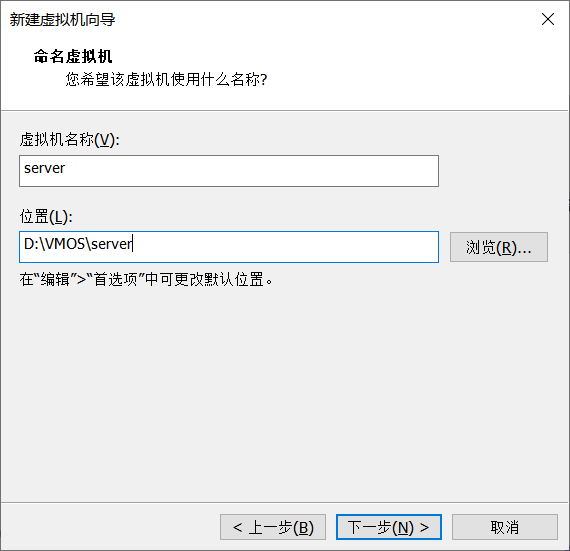 新建虚拟机向导
命名虚拟机
您希望该虚拟机使用什么名称?
虚拟机名称(V):
server
位置(L):
D:\VMOS\server
浏览(R)...
在“编辑”>“首选项”中可更改默认位置。
< 上一步(B)
下一步(N) >
取消